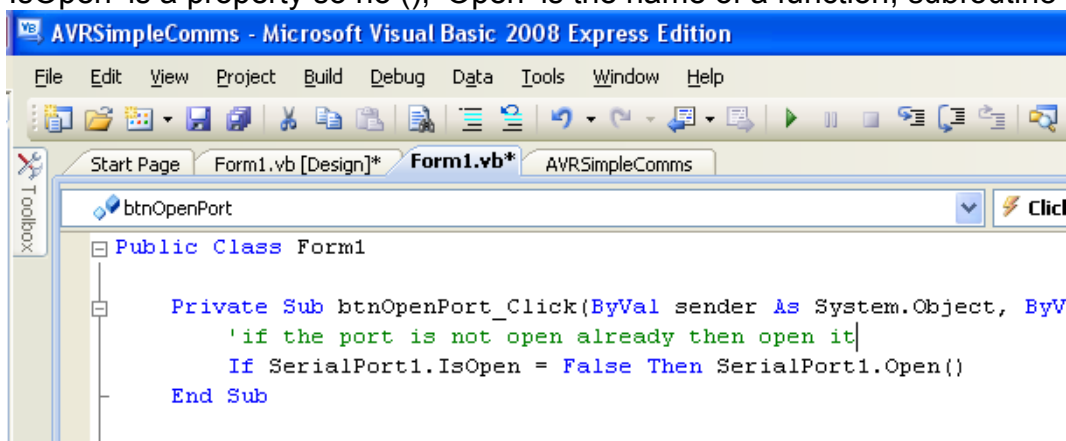 IsOpen' is a property so no (), 'Open' is the name of a function, subroutine
AVRSimpleComms - Microsoft Visual Basic 2008 Express Edition
File Edit View Project Build Debug Data Tools Window Help
Start Page Form1.vb [Design]* Form1.vb* AVRSimpleComms
Toolbox
btnOpenPort Click
Public Class Form1
Private Sub btnOpenPort_Click(ByVal sender As System.Object, ByV
'if the port is not open already then open it
If SerialPort1.IsOpen = False Then SerialPort1.Open()
End Sub